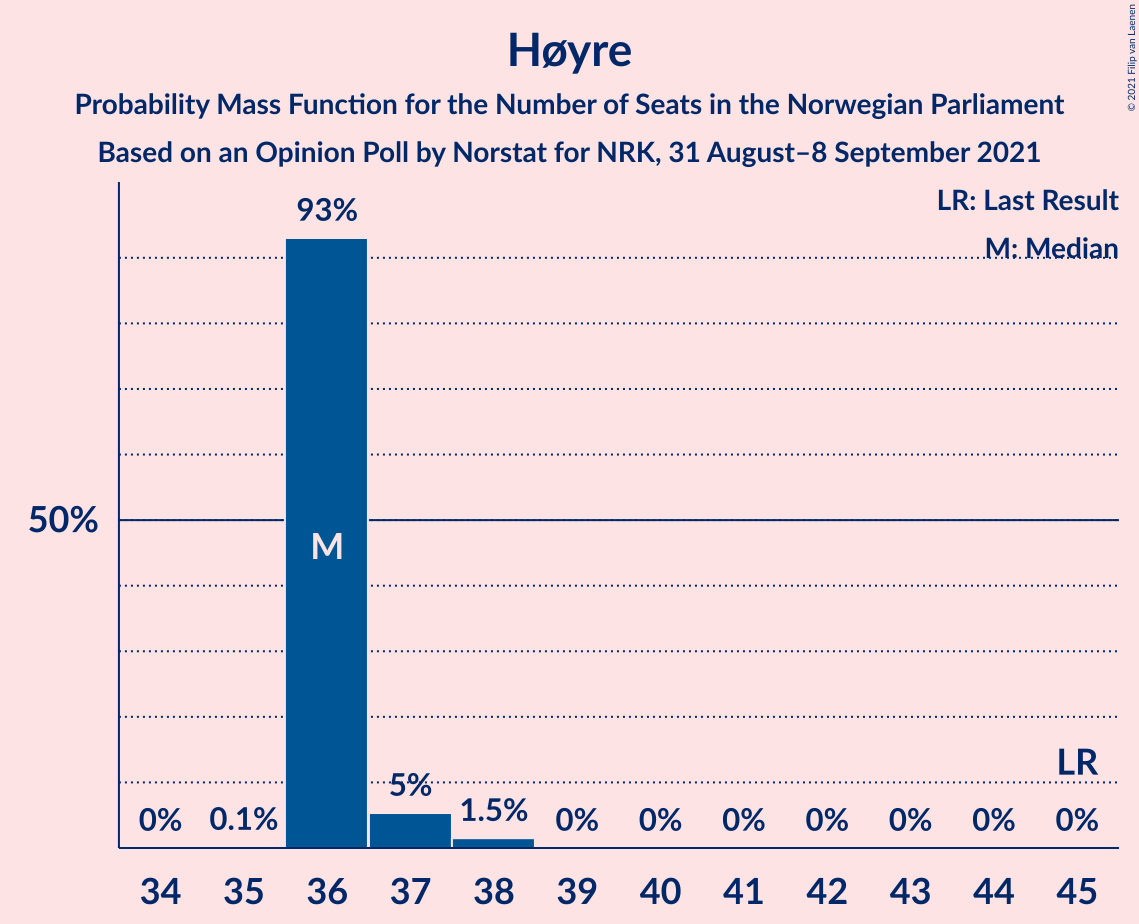 Høyre
Probability Mass Function for the Number of Seats in the Norwegian Parliament
Based on an Opinion Poll by Norstat for NRK, 31 August–8 September 2021
© 2021 Filip van Laenen
LR: Last Result
M: Median
93%
50%
M
LR
0% 0.1% 5% 1.5% 0% 0% 0% 0% 0% 0% 0%
34 35 36 37 38 39 40 41 42 43 44 45